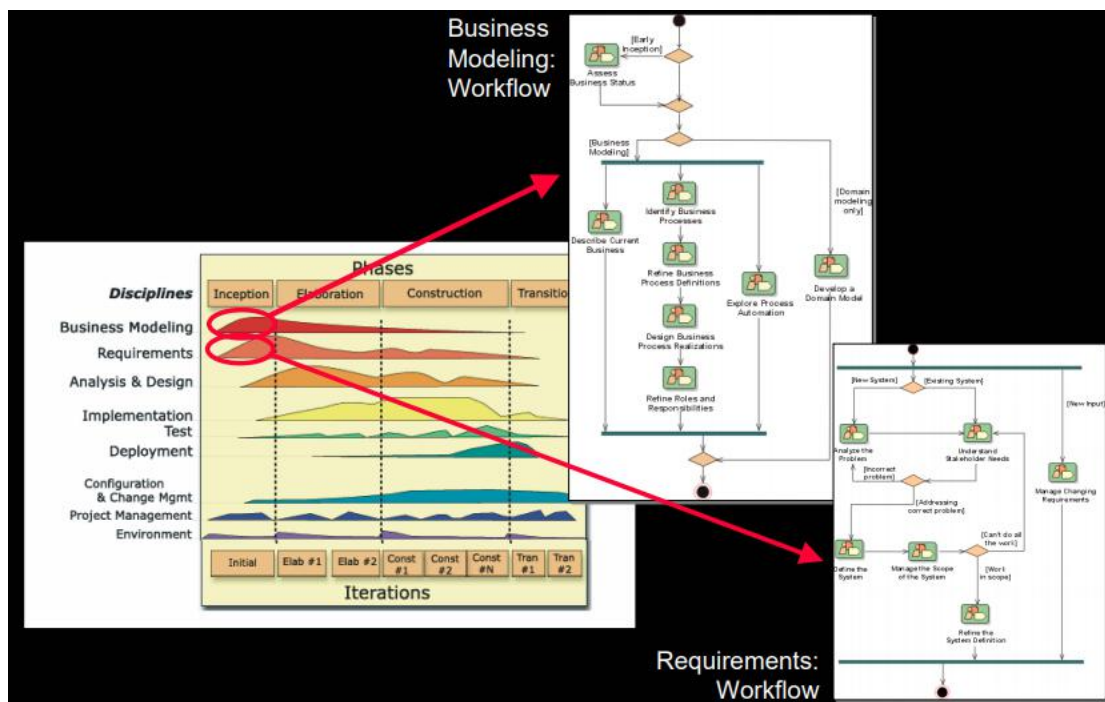 Business
Modeling:
Workflow
[Early
Inception]
Assess
Business Status
[Business
Modeling]
[Domain
modeling
only]
Identify Business
Processes
Describe Current
Business
Refine Business
Process Definitions
Explore Process
Automation
Develop a
Domain Model
Design Business
Process Realizations
Refine Roles and
Responsibilities
Phases
Disciplines
Inception
Elaboration
Construction
Transitio
Business Modeling
Requirements
Analysis & Design
Implementation
Test
Deployment
Configuration
& Change Mgmt
Project Management
Environment
Initial
Elab #1
Elab #2
Const
#1
Const
#2
Const
#N
Tran
#1
Tran
#2
Iterations
[New System]
[Existing System]
[New Input]
Analyze the
Problem
Understand
Stakeholder Needs
[Incorrect
problem]
Manage Changing
Requirements
[Addressing
correct problem]
[Can't do all
the work]
Define the
System
Manage the Scope
of the System
[Work
in scope]
Refine the
System Definition
Requirements:
Workflow